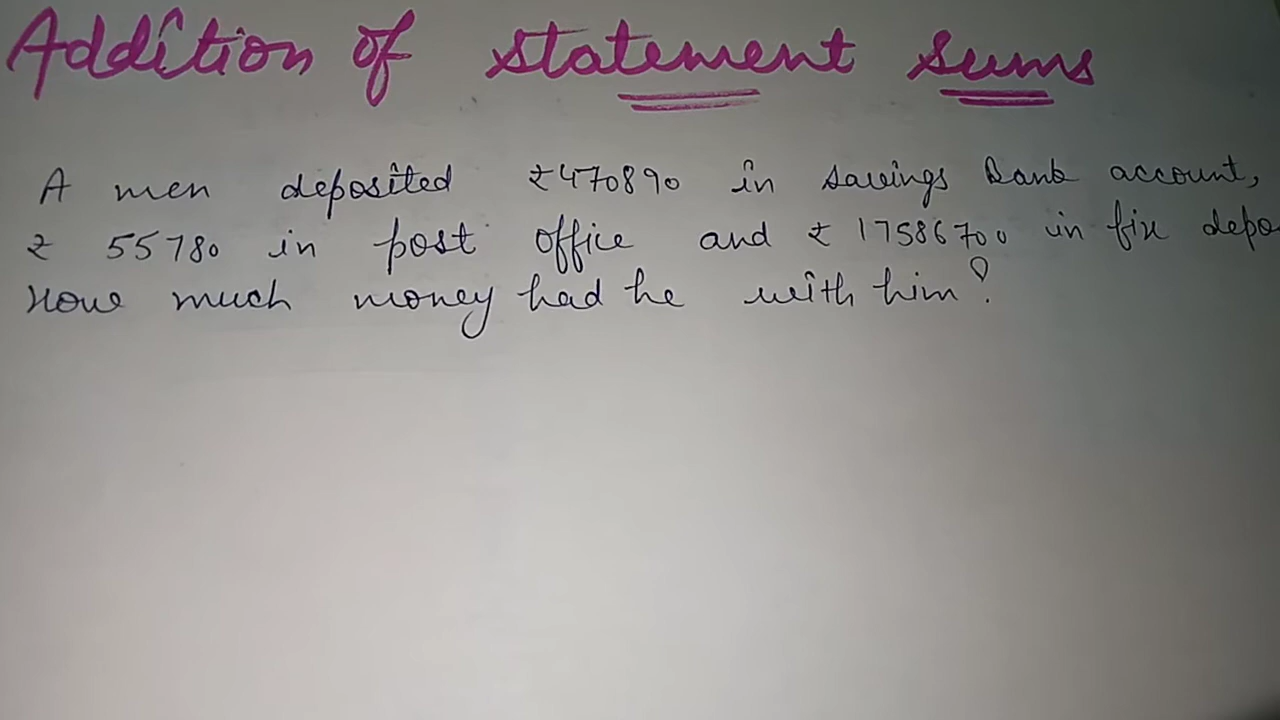 Addition of statement sums
A men deposited ₹470890 in savings Bank account,
₹ 55780 in post office and ₹ 17586700 in fix depo
How much money had he with him?